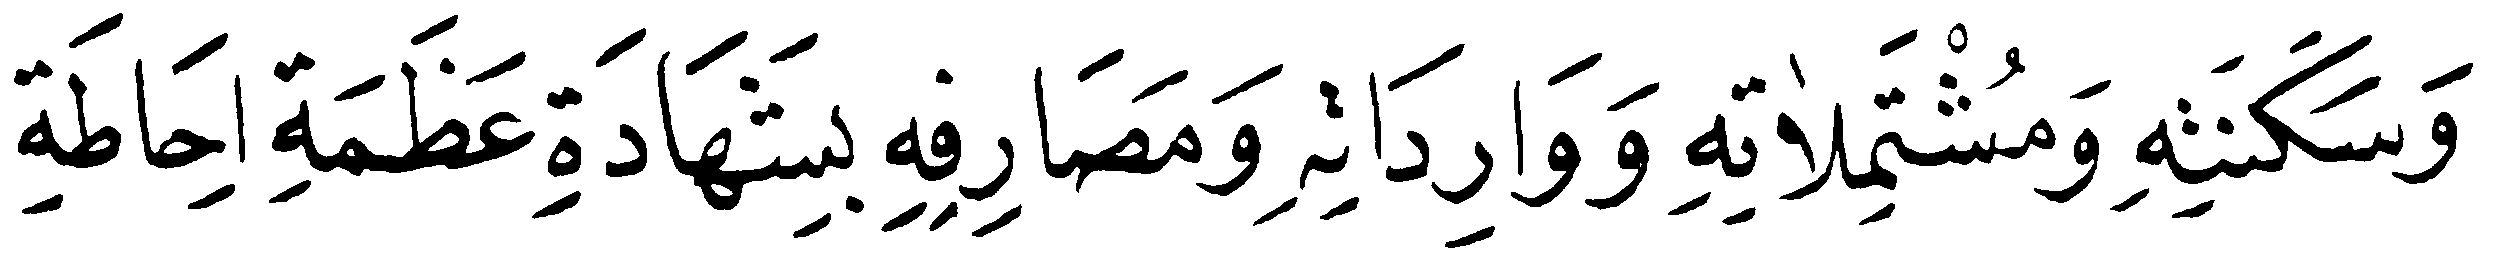 وَسَكَنَتِهِ وَمُشْتَمِلَاتِهِ وَوَارِدَاتِهِ وَمَصَارِفِهِ بِشَهَادَةِ عَظَمَةِ اِحَاطَةِ